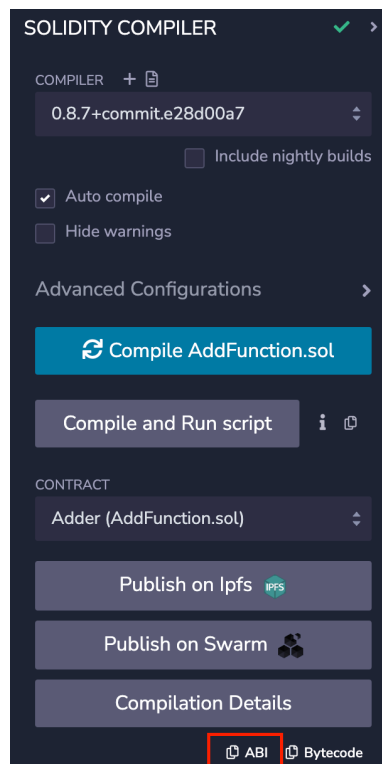 SOLIDITY COMPILER
COMPILER
0.8.7+commit.e28d00a7
Include nightly builds
Auto compile
Hide warnings
Advanced Configurations
Compile AddFunction.sol
Compile and Run script
CONTRACT
Adder (AddFunction.sol)
Publish on Ipfs IPFS
Publish on Swarm
Compilation Details
ABI Bytecode